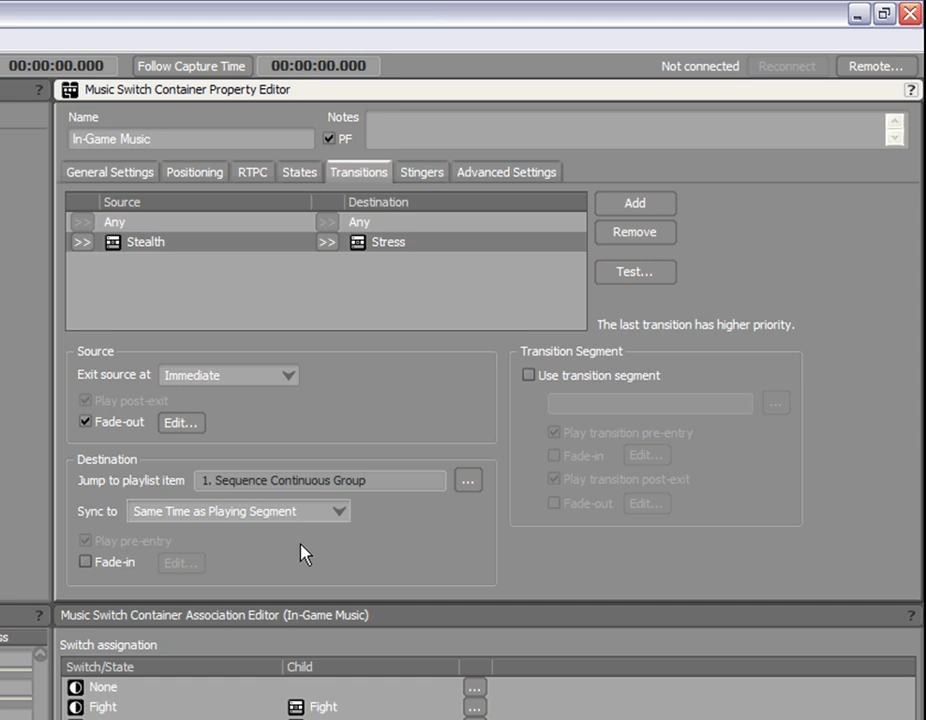 00:00:00.000 Follow Capture Time 00:00:00.000 Not connected Reconnect Remote...
? Music Switch Container Property Editor ?
Name Notes
In-Game Music PF
General Settings Positioning RTPC States Transitions Stingers Advanced Settings
Source Destination Add
>> Any >> Any
Remove
>> Stealth >> Stress
Test...
The last transition has higher priority.
Source Transition Segment
Exit source at Immediate Use transition segment
Play post-exit ...
Fade-out Edit...
Play transition pre-entry
Destination Fade-in Edit...
Jump to playlist item 1. Sequence Continuous Group ... Play transition post-exit
Sync to Same Time as Playing Segment Fade-out Edit...
Play pre-entry
Fade-in Edit...
? Music Switch Container Association Editor (In-Game Music) ?
ss Switch assignation
Switch/State Child
None ...
Fight Fight ...